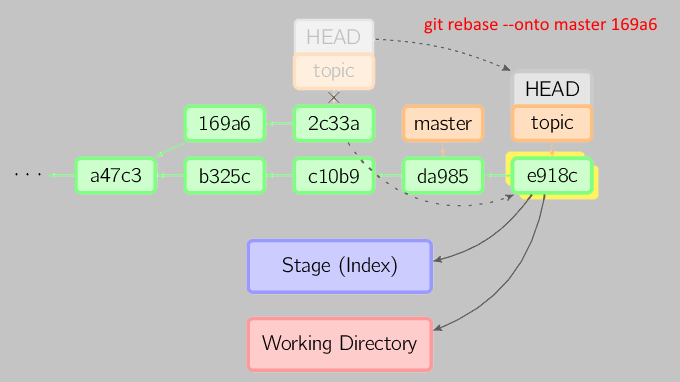 git rebase --onto master 169a6
HEAD
topic
HEAD
topic
169a6
2c33a
master
· · ·
a47c3
b325c
c10b9
da985
e918c
Stage (Index)
Working Directory